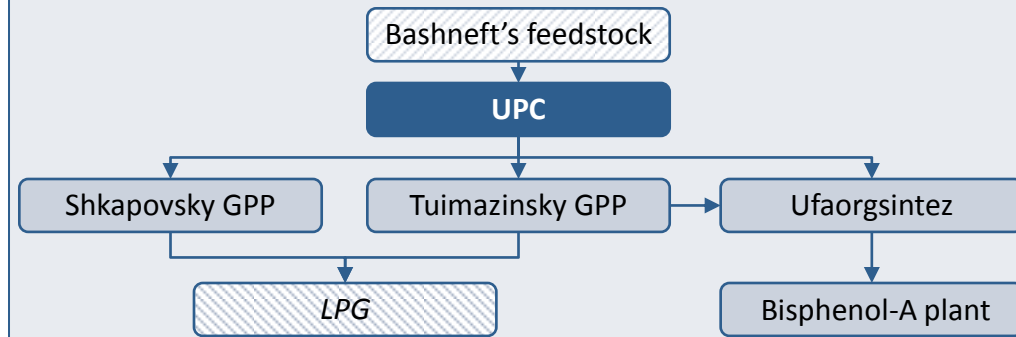 Bashneft's feedstock
UPC
Shkapovsky GPP
Tuimazinsky GPP
Ufaorgsintez
LPG
Bisphenol-A plant